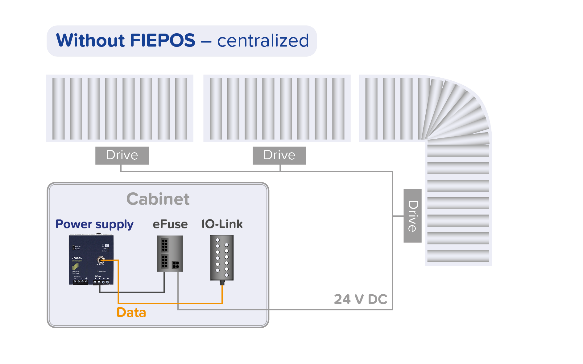 Without FIEPOS – centralized
Drive
Drive
Drive
Cabinet
Power supply
eFuse
IO-Link
Data
24 V DC